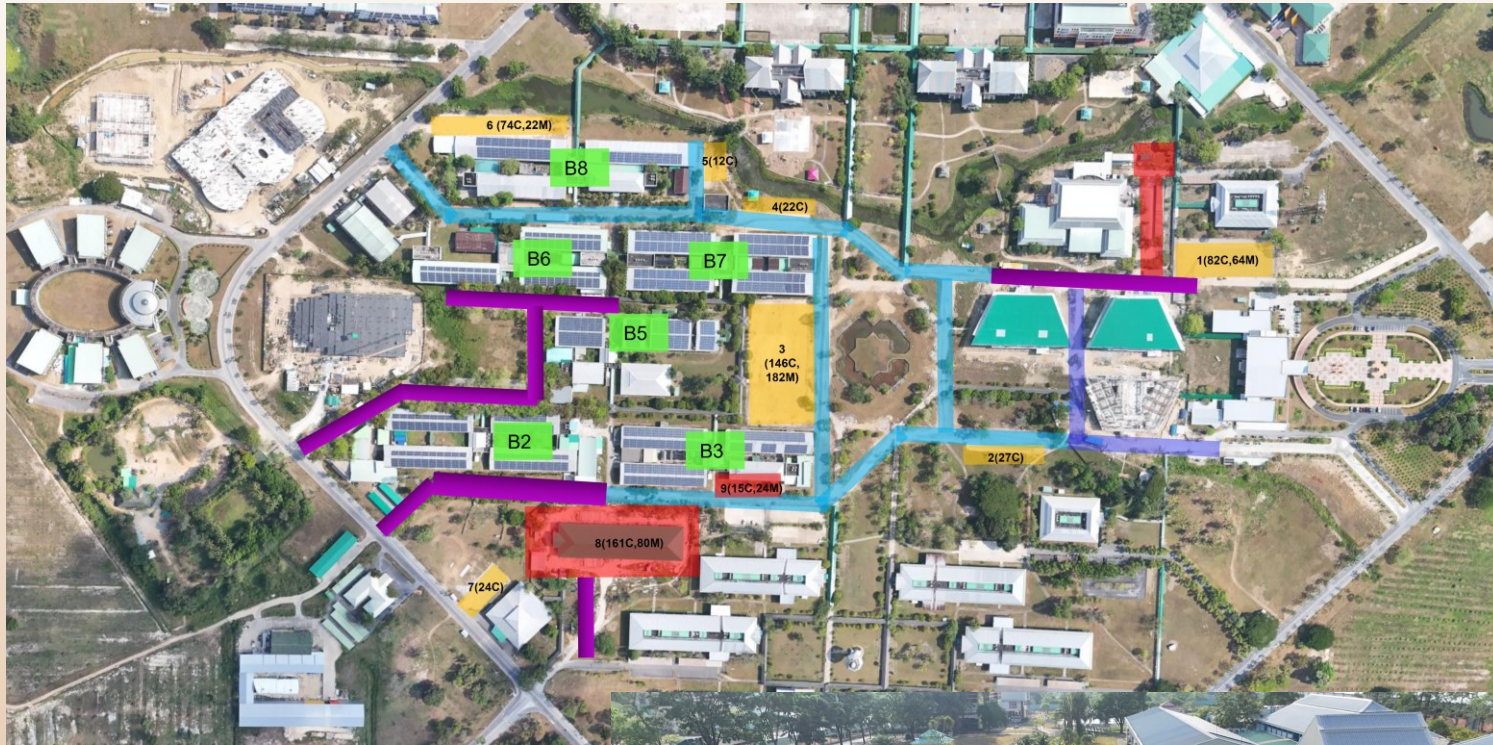 6 (74C,22M)
B8
5(12C)
4(22C)
B6
B7
1(82C,64M)
B5
3
(146C,
182M)
B2
B3
2(27C)
9(15C,24M)
8(161C,80M)
7(24C)